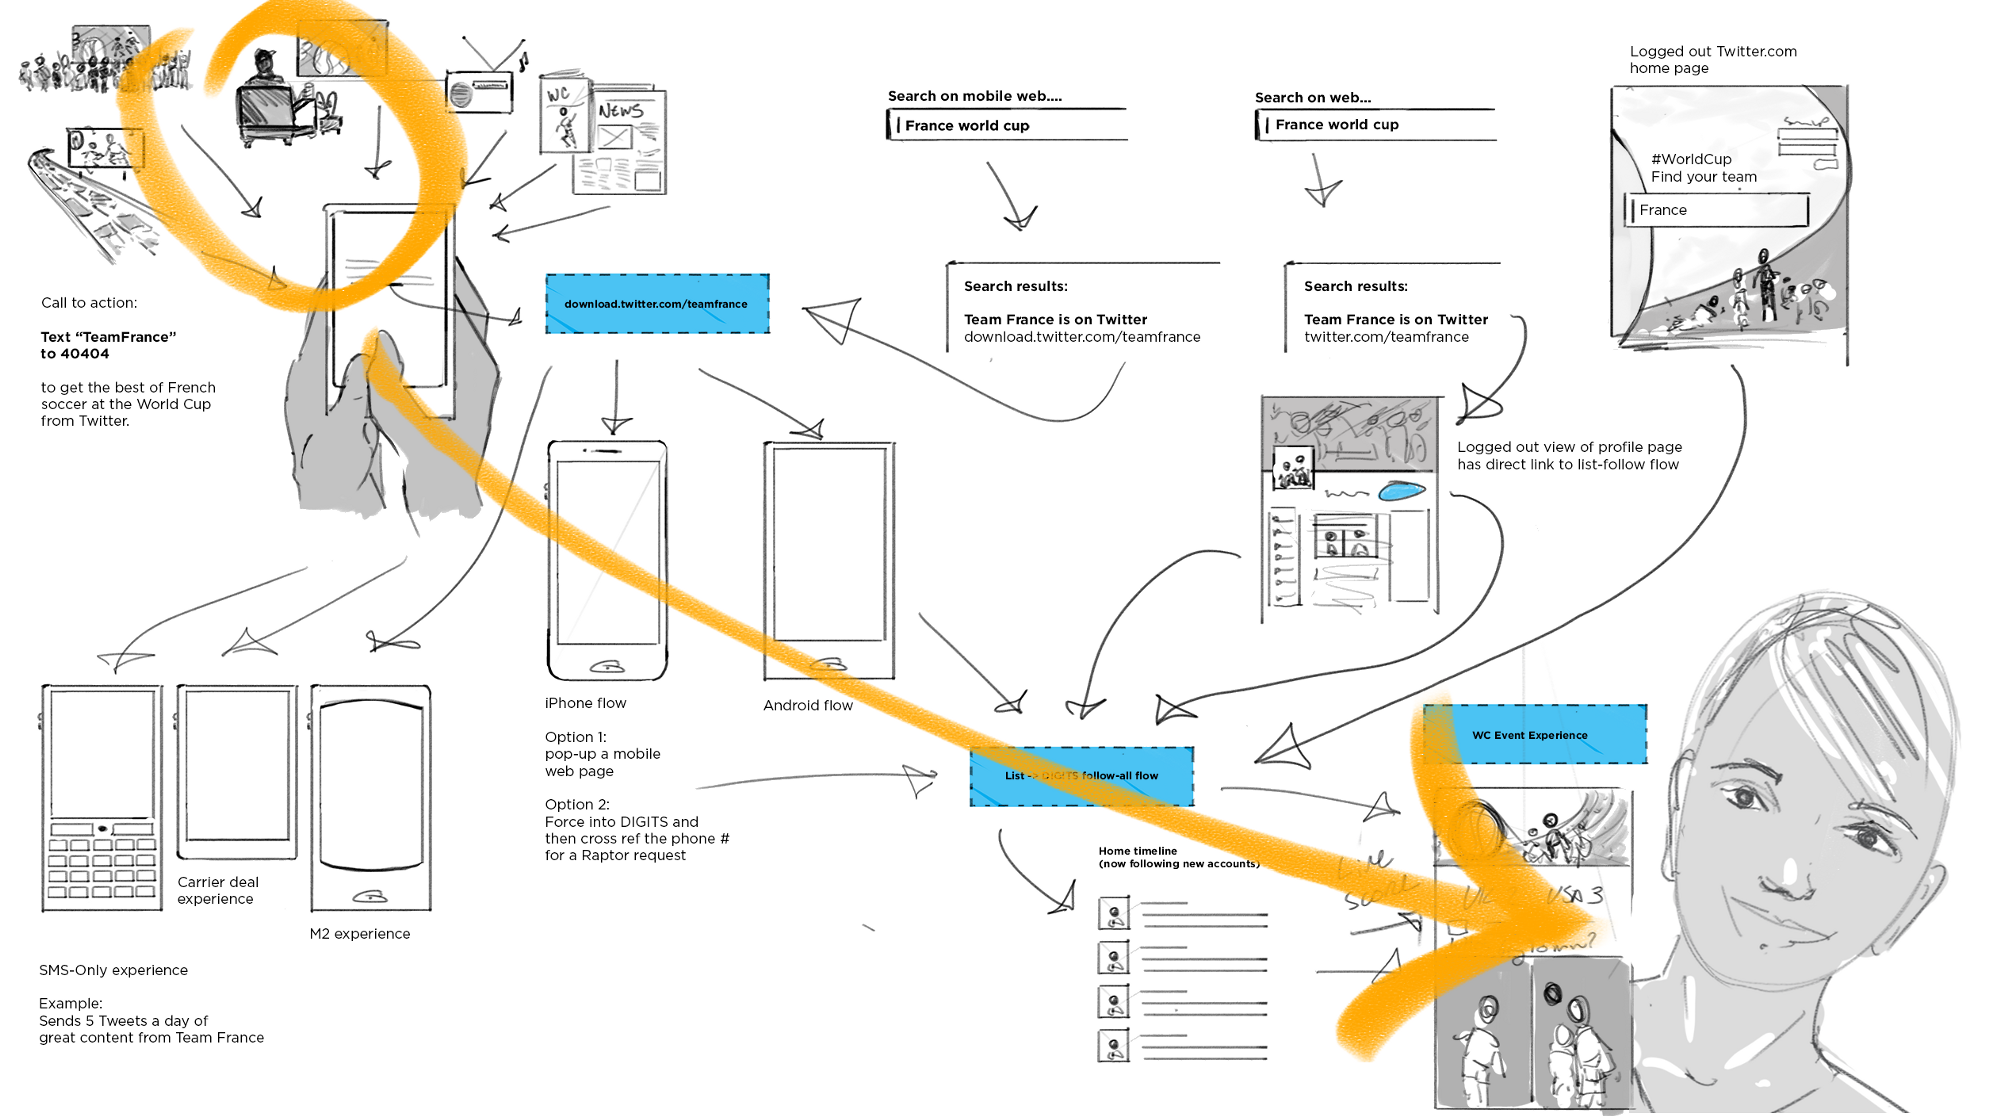 WC
NEWS
Call to action:
Text “TeamFrance”
to 40404
to get the best of French
soccer at the World Cup
from Twitter.
download.twitter.com/teamfrance
Search on mobile web....
France world cup
Search results:
Team France is on Twitter
download.twitter.com/teamfrance
Search on web...
France world cup
Search results:
Team France is on Twitter
twitter.com/teamfrance
Logged out Twitter.com
home page
#WorldCup
Find your team
France
Logged out view of profile page
has direct link to list-follow flow
iPhone flow
Option 1:
pop-up a mobile
web page
Option 2:
Force into DIGITS and
then cross ref the phone #
for a Raptor request
Android flow
Carrier deal
experience
M2 experience
SMS-Only experience
Example:
Sends 5 Tweets a day of
great content from Team France
List -> DIGITS follow-all flow
Home timeline
(now following new accounts)
WC Event Experience
Live
Score
USA 3